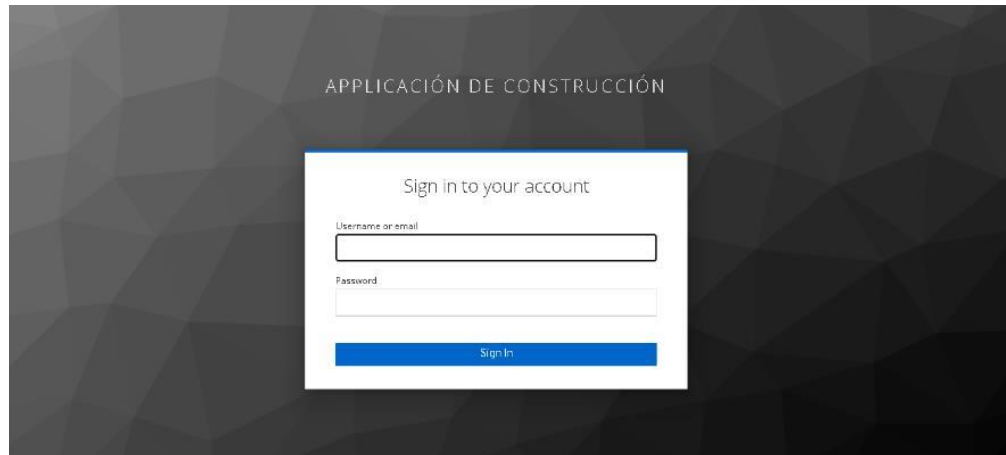 APPLICACIÓN DE CONSTRUCCIÓN
Sign in to your account
Username or email
Password
Sign In